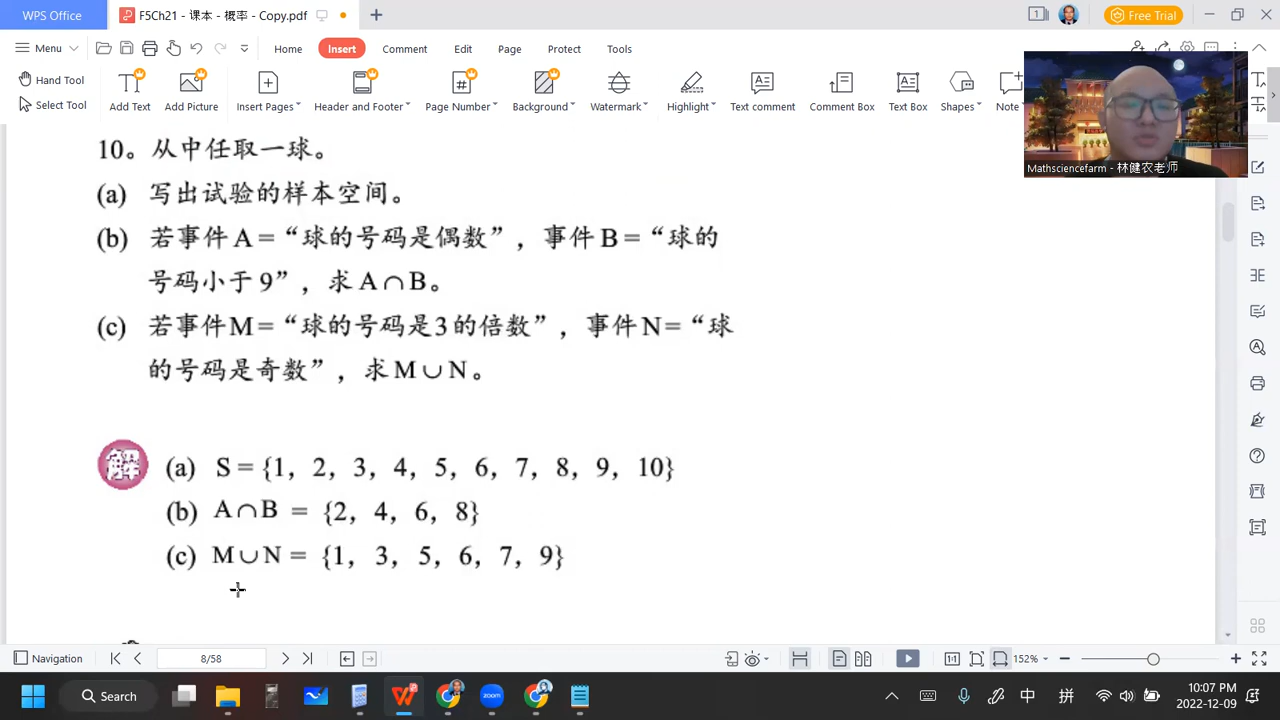 WPS Office
F5Ch21 - 课本 - 概率 - Copy.pdf
1
Free Trial
Menu
Home
Insert
Comment
Edit
Page
Protect
Tools
Hand Tool
Select Tool
Add Text
Add Picture
Insert Pages
Header and Footer
Page Number
Background
Watermark
Highlight
Text comment
Comment Box
Text Box
Shapes
Note
Mathsciencefarm - 林健农老师
10。从中任取一球。
(a) 写出试验的样本空间。
(b) 若事件 A = “球的号码是偶数”，事件 B = “球的
号码小于 9”，求 A ∩ B。
(c) 若事件 M = “球的号码是3的倍数”，事件 N = “球
的号码是奇数”，求 M ∪ N。
解 (a) S = {1, 2, 3, 4, 5, 6, 7, 8, 9, 10}
(b) A ∩ B = {2, 4, 6, 8}
(c) M ∪ N = {1, 3, 5, 6, 7, 9}
Navigation
8/58
1:1
152%
Search
中
拼
10:07 PM
2022-12-09